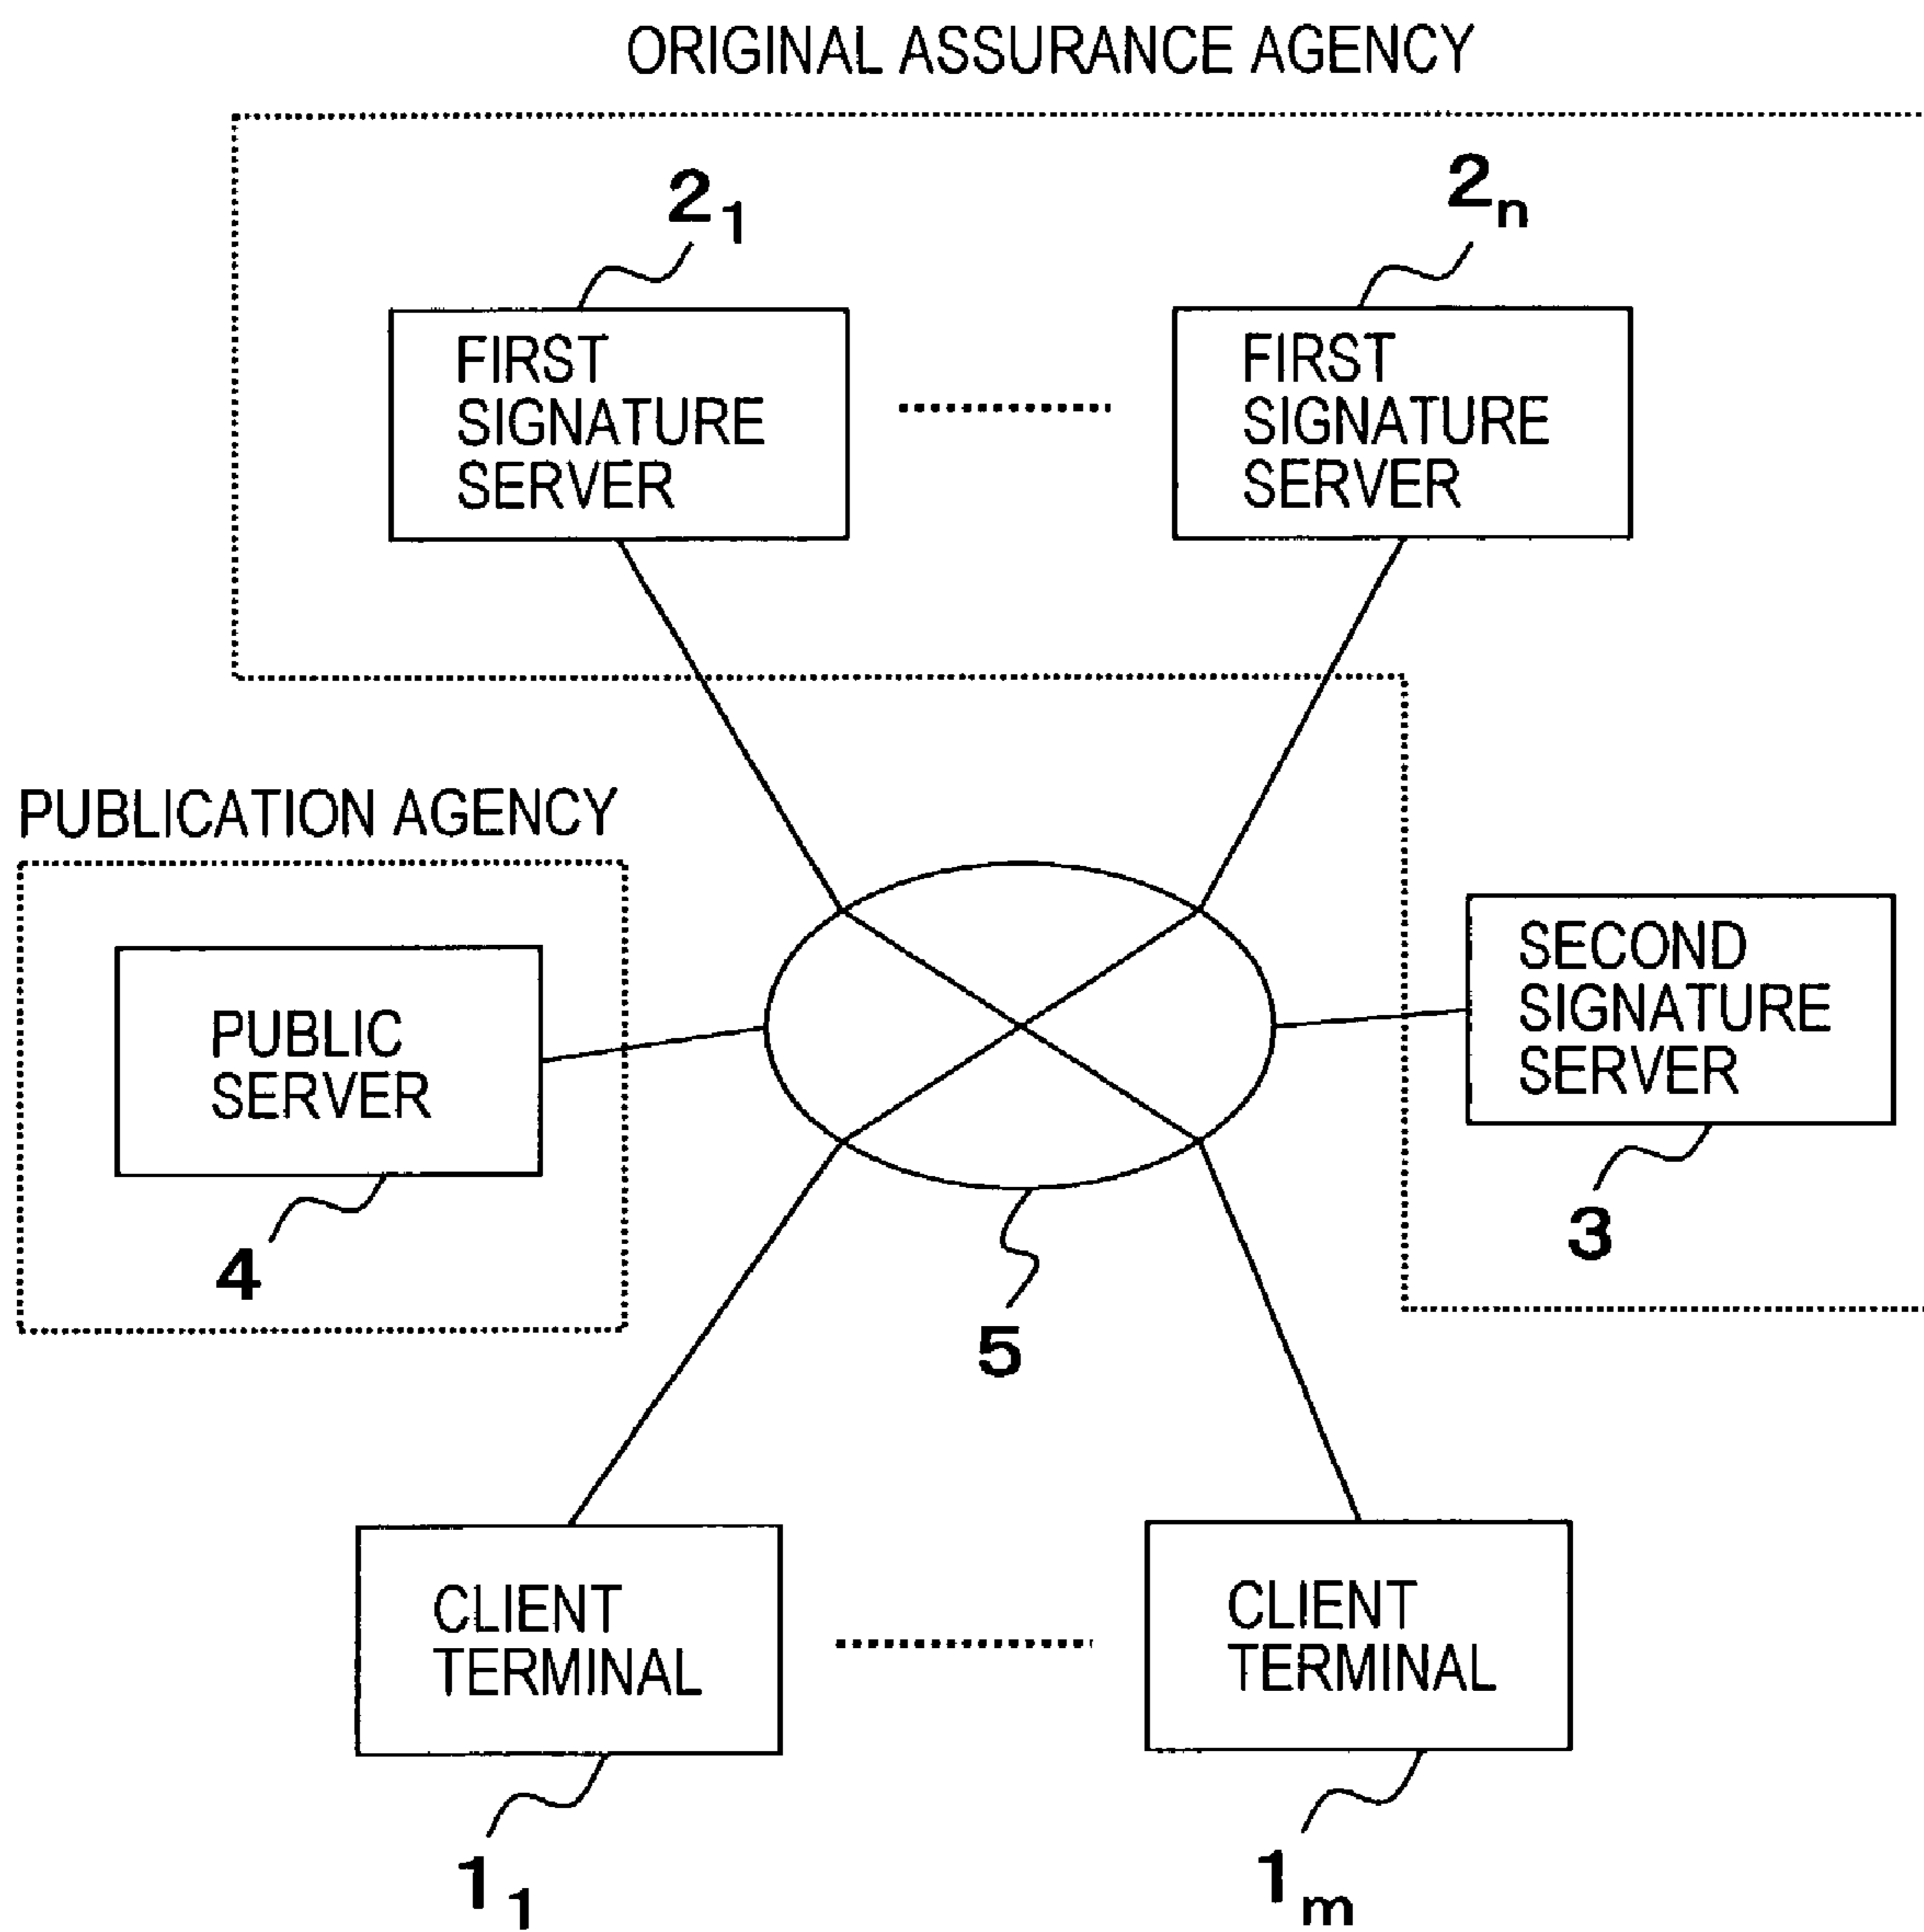 ORIGINAL ASSURANCE AGENCY
2₁
2ₙ
FIRST
SIGNATURE
SERVER
FIRST
SIGNATURE
SERVER
PUBLICATION AGENCY
PUBLIC
SERVER
4
SECOND
SIGNATURE
SERVER
3
5
CLIENT
TERMINAL
CLIENT
TERMINAL
1₁
1ₘ